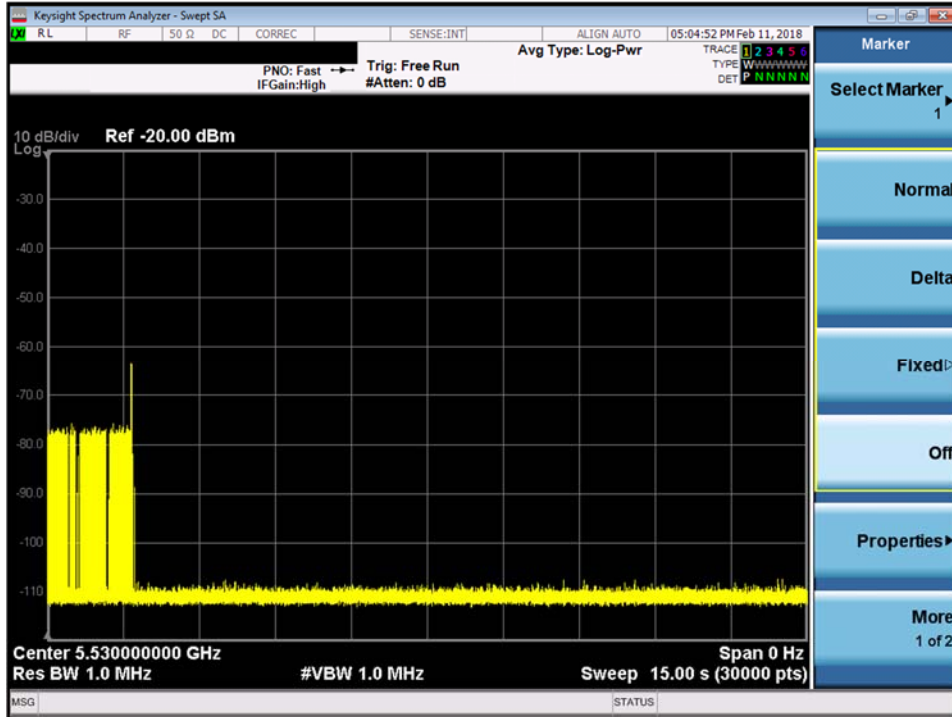 Keysight Spectrum Analyzer - Swept SA
LXI RL RF 50 Ω DC CORREC SENSE:INT ALIGN AUTO 05:04:52 PM Feb 11, 2018
Avg Type: Log-Pwr
TRACE 1 2 3 4 5 6
PNO: Fast
Trig: Free Run
TYPE W
IFGain:High
#Atten: 0 dB
DET P N N N N N
10 dB/div
Ref -20.00 dBm
Log
-30.0
-40.0
-50.0
-60.0
-70.0
-80.0
-90.0
-100
-110
Center 5.530000000 GHz
Span 0 Hz
Res BW 1.0 MHz
#VBW 1.0 MHz
Sweep 15.00 s (30000 pts)
MSG
STATUS
Marker
Select Marker
1
Normal
Delta
Fixed
Off
Properties
More
1 of 2